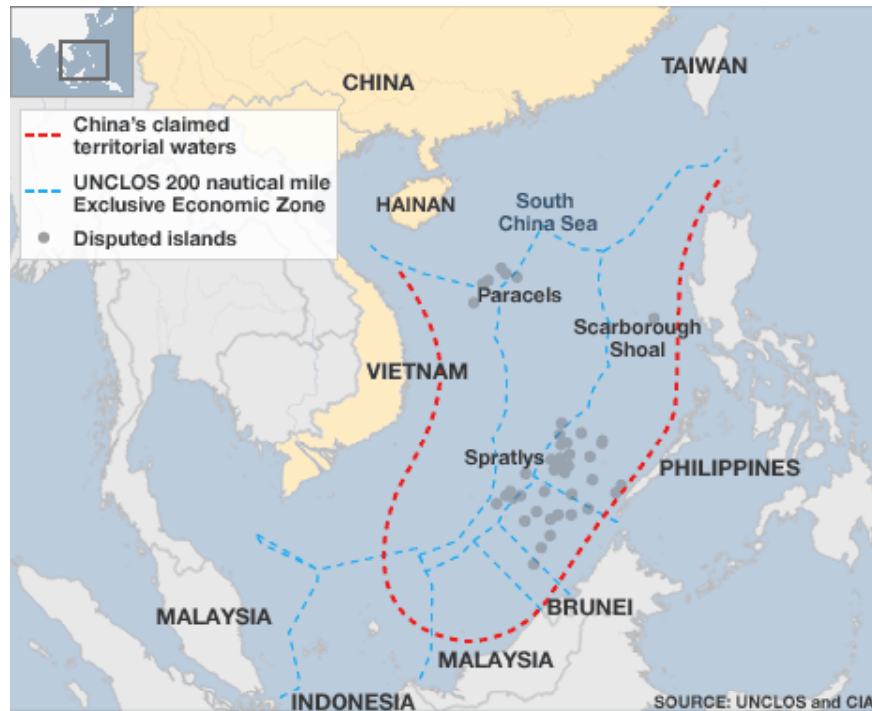 CHINA
TAIWAN
China's claimed
territorial waters
UNCLOS 200 nautical mile
Exclusive Economic Zone
Disputed islands
HAINAN
South
China Sea
Paracels
Scarborough
Shoal
VIETNAM
Spratlys
PHILIPPINES
MALAYSIA
BRUNEI
MALAYSIA
INDONESIA
SOURCE: UNCLOS and CIA